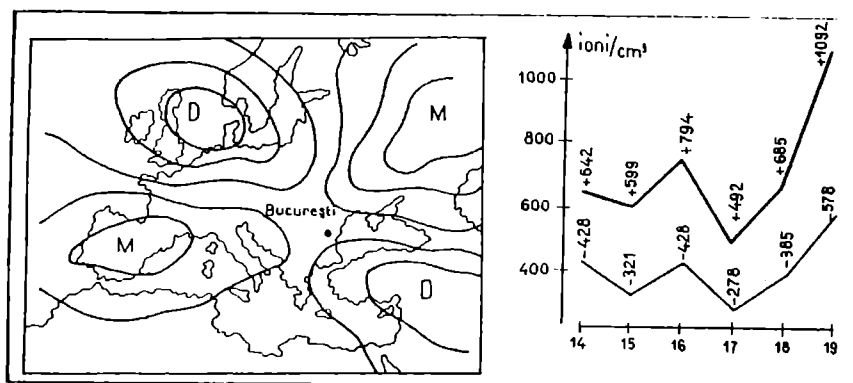 D
M
București
M
D
ioni/cm³
1000
800
600
400
+642
+599
+794
+492
+685
+1092
-428
-321
-428
-278
-385
-578
14 15 16 17 18 19